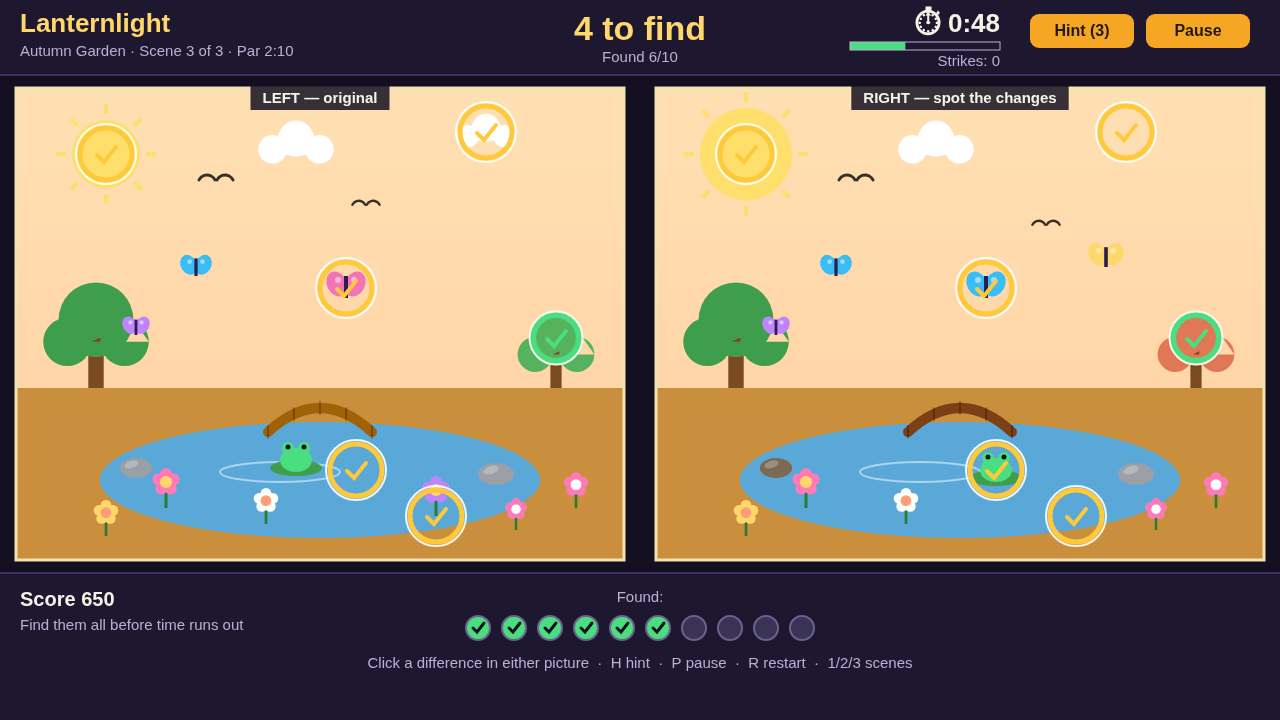 Lanternlight
Autumn Garden · Scene 3 of 3 · Par 2:10
4 to find
Found 6/10
0:48
Strikes: 0
Hint (3)
Pause
LEFT — original
RIGHT — spot the changes
Score 650
Find them all before time runs out
Found:
Click a difference in either picture · H hint · P pause · R restart · 1/2/3 scenes